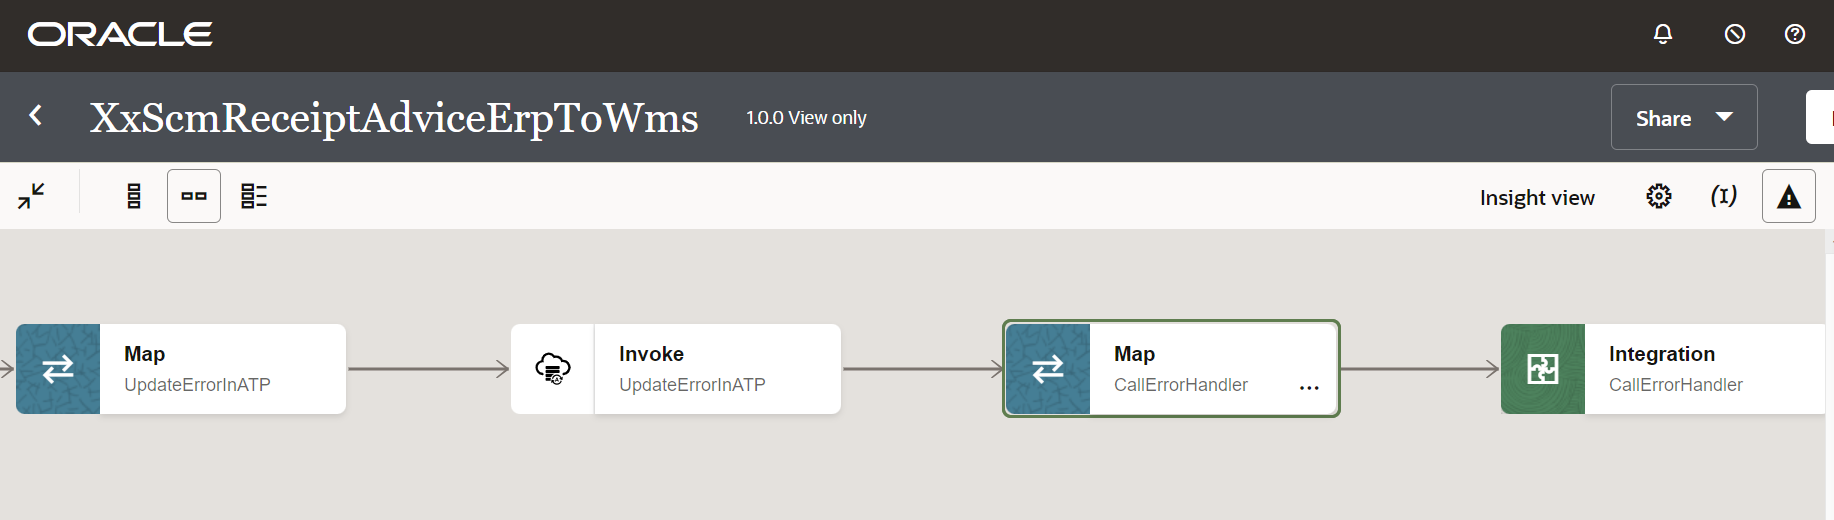 ORACLE
XxScmReceiptAdviceErpToWms 1.0.0 View only Share
Insight view (I)
Map
UpdateErrorInATP
Invoke
UpdateErrorInATP
Map
CallErrorHandler ...
Integration
CallErrorHandler